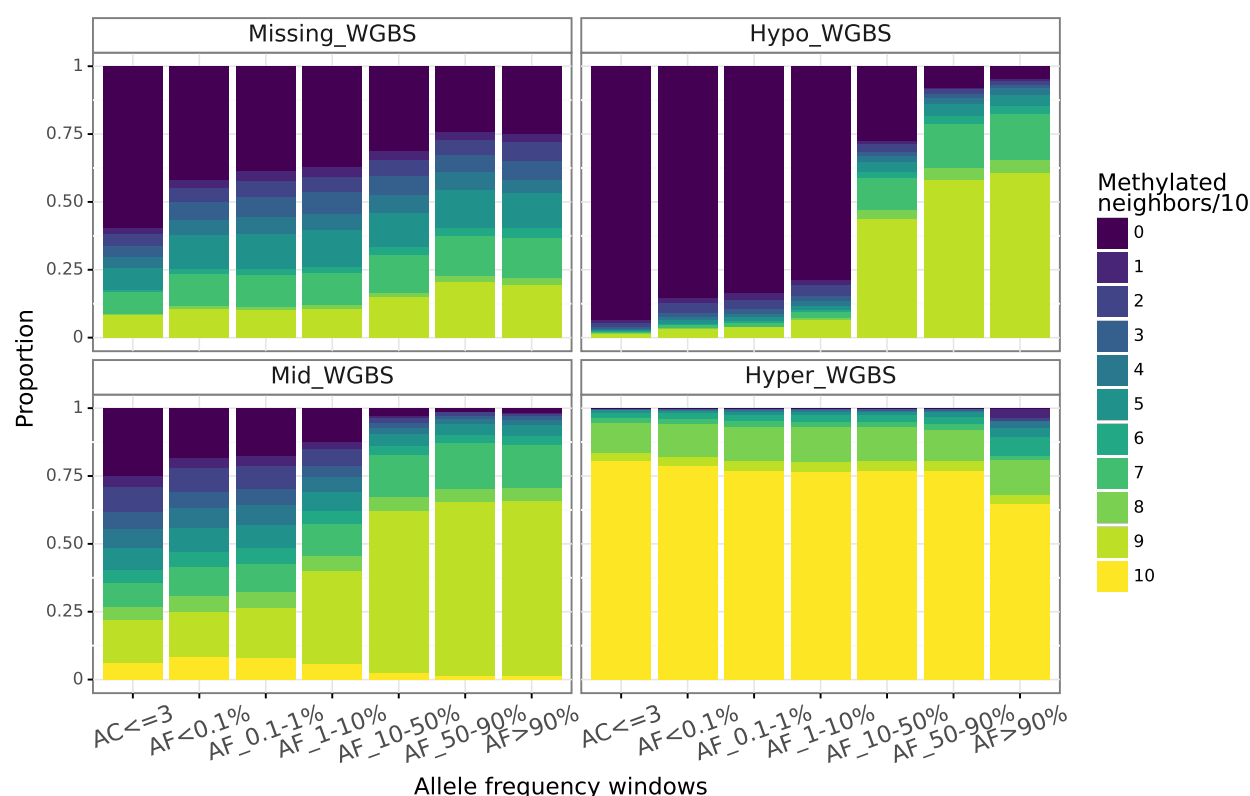 Missing_WGBS
Hypo_WGBS
1
0.75
0.50
0.25
0
Mid_WGBS
Hyper_WGBS
1
0.75
0.50
0.25
0
Proportion
AC<=3
AF<0.1%
AF_0.1-1%
AF_1-10%
AF_10-50%
AF_50-90%
AF>90%
AC<=3
AF<0.1%
AF_0.1-1%
AF_1-10%
AF_10-50%
AF_50-90%
AF>90%
Allele frequency windows
Methylated
neighbors/10
0
1
2
3
4
5
6
7
8
9
10